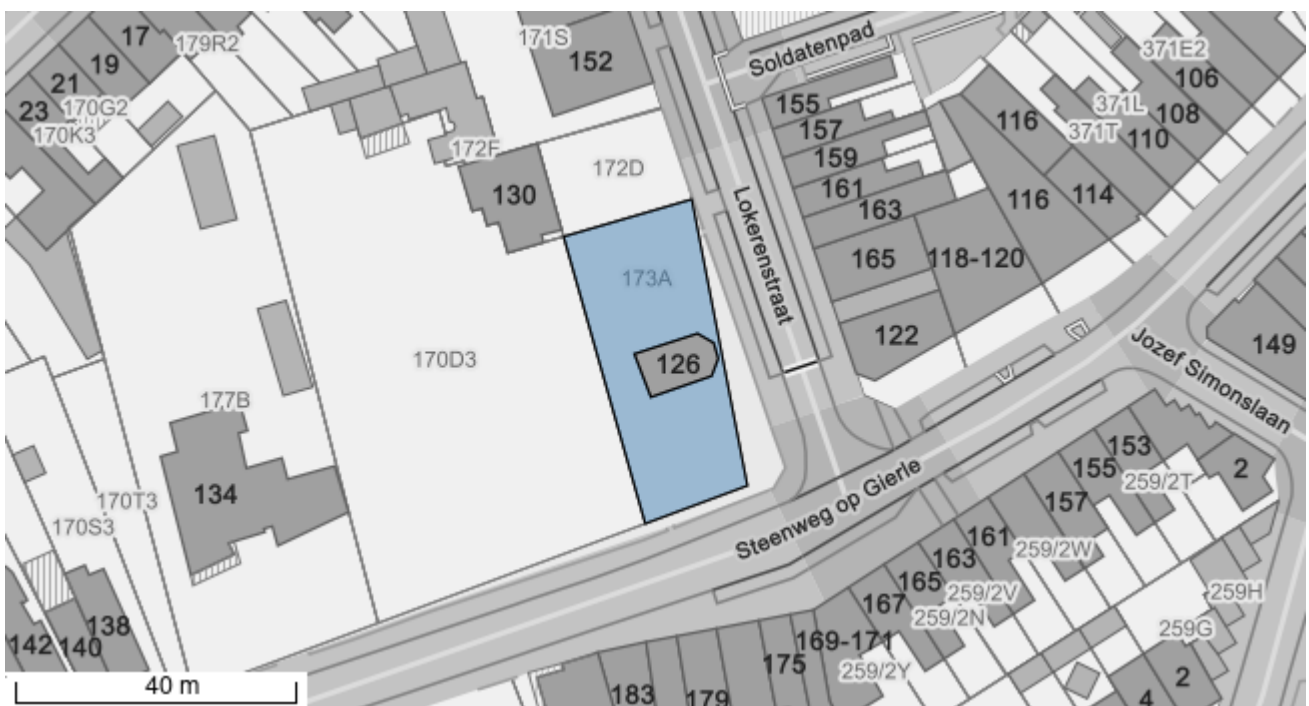 17
179R2
19
21
170G2
23
170K3
171S
152
Soldatenpad
371E2
106
371L
108
371T
110
116
155
157
159
161
163
172F
172D
130
114
116
Lokerenstraat
165
118-120
173A
122
126
170D3
149
Jozef Simonslaan
177B
134
170T3
170S3
Steenweg op Gierle
153
155
259/2T
2
157
161
259/2W
163
259/2V
165
259/2N
167
259H
259G
169-171
259/2Y
175
138
140
142
40 m
183
179
4
2